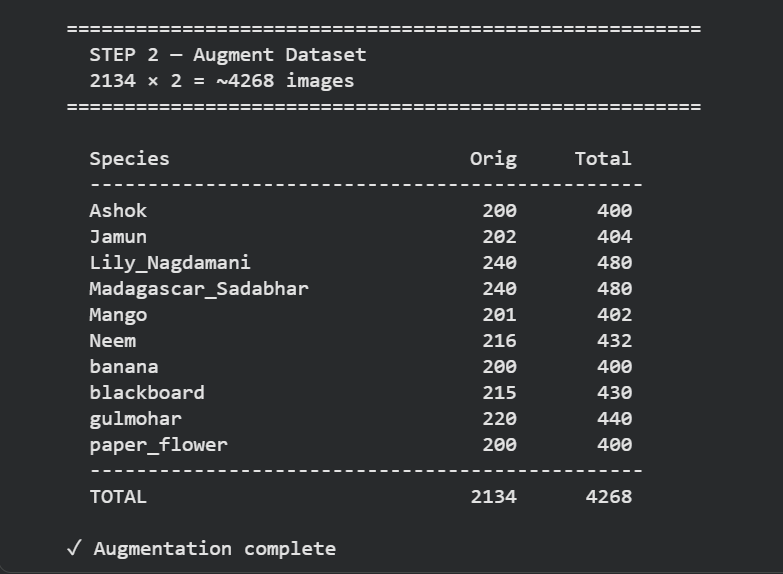 =======================================================
STEP 2 — Augment Dataset
2134 × 2 = ~4268 images
=======================================================
Species Orig Total
------------------------------------------------
Ashok 200 400
Jamun 202 404
Lily_Nagdamani 240 480
Madagascar_Sadabhar 240 480
Mango 201 402
Neem 216 432
banana 200 400
blackboard 215 430
gulmohar 220 440
paper_flower 200 400
------------------------------------------------
TOTAL 2134 4268
✓ Augmentation complete